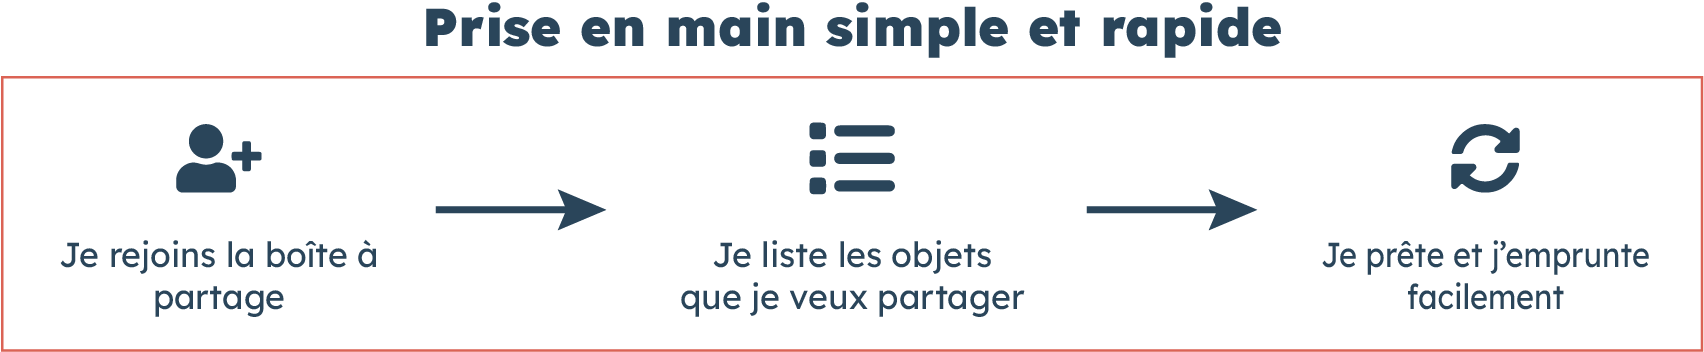 Prise en main simple et rapide
Je rejoins la boîte à
partage
Je liste les objets
que je veux partager
Je prête et j’emprunte
facilement